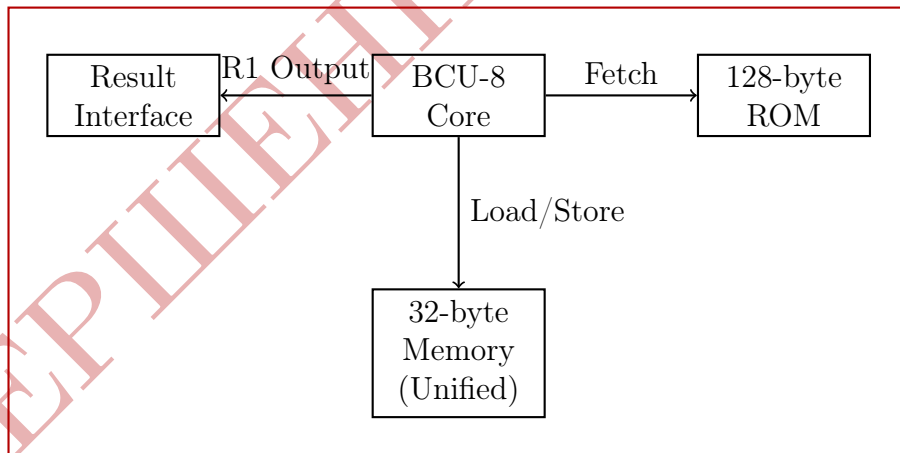 Result
Interface
R1 Output
BCU-8
Core
Fetch
128-byte
ROM
Load/Store
32-byte
Memory
(Unified)